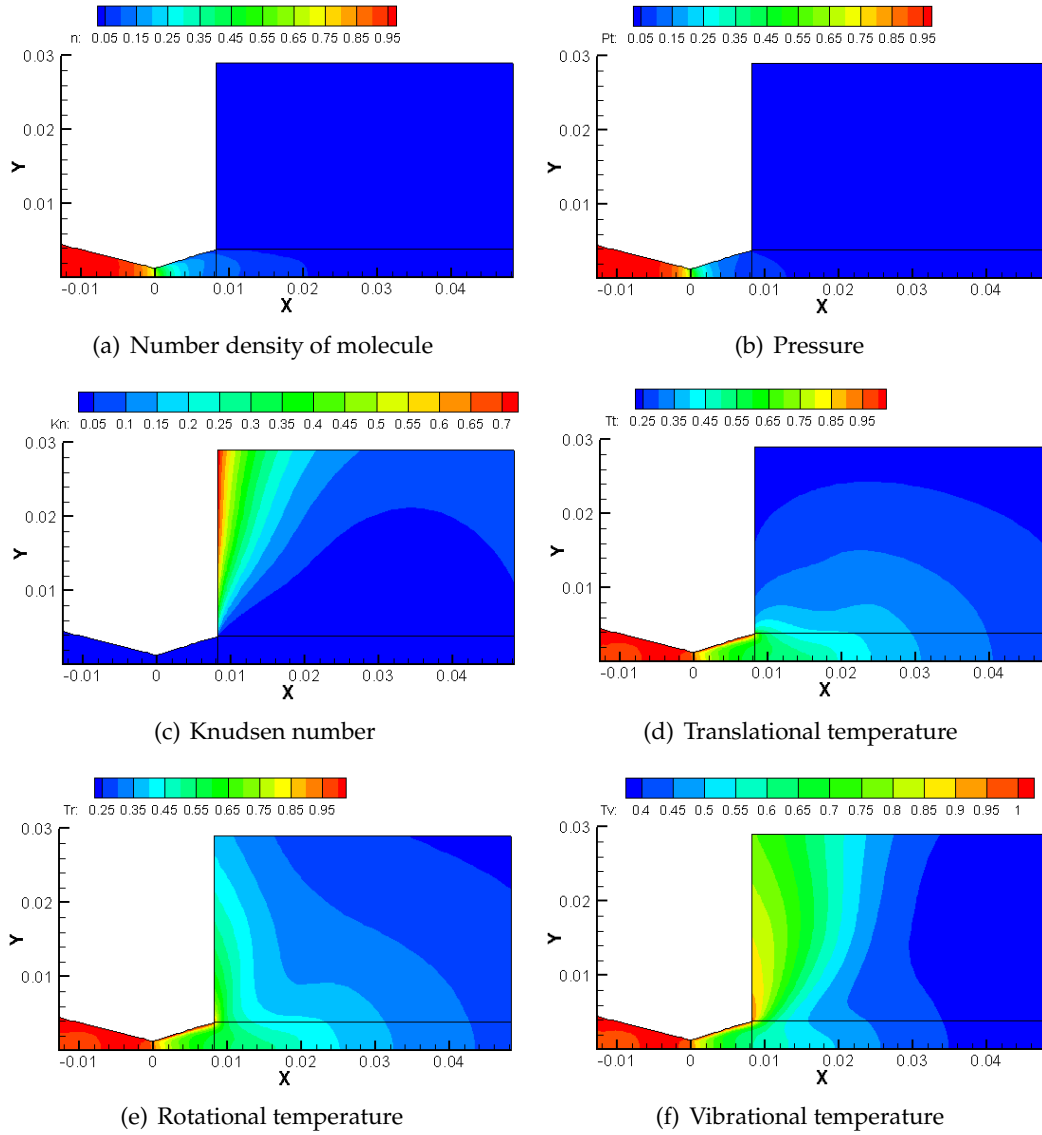 n: 0.05 0.15 0.25 0.35 0.45 0.55 0.65 0.75 0.85 0.95
0.03
0.02
0.01
Y
-0.01 0 0.01 0.02 0.03 0.04
X
(a) Number density of molecule
Pt: 0.05 0.15 0.25 0.35 0.45 0.55 0.65 0.75 0.85 0.95
0.03
0.02
0.01
Y
-0.01 0 0.01 0.02 0.03 0.04
X
(b) Pressure
Kn: 0.05 0.1 0.15 0.2 0.25 0.3 0.35 0.4 0.45 0.5 0.55 0.6 0.65 0.7
0.03
0.02
0.01
Y
-0.01 0 0.01 0.02 0.03 0.04
X
(c) Knudsen number
Tt: 0.25 0.35 0.45 0.55 0.65 0.75 0.85 0.95
0.03
0.02
0.01
Y
-0.01 0 0.01 0.02 0.03 0.04
X
(d) Translational temperature
Tr: 0.25 0.35 0.45 0.55 0.65 0.75 0.85 0.95
0.03
0.02
0.01
Y
-0.01 0 0.01 0.02 0.03 0.04
X
(e) Rotational temperature
Tv: 0.4 0.45 0.5 0.55 0.6 0.65 0.7 0.75 0.8 0.85 0.9 0.95 1
0.03
0.02
0.01
Y
-0.01 0 0.01 0.02 0.03 0.04
X
(f) Vibrational temperature